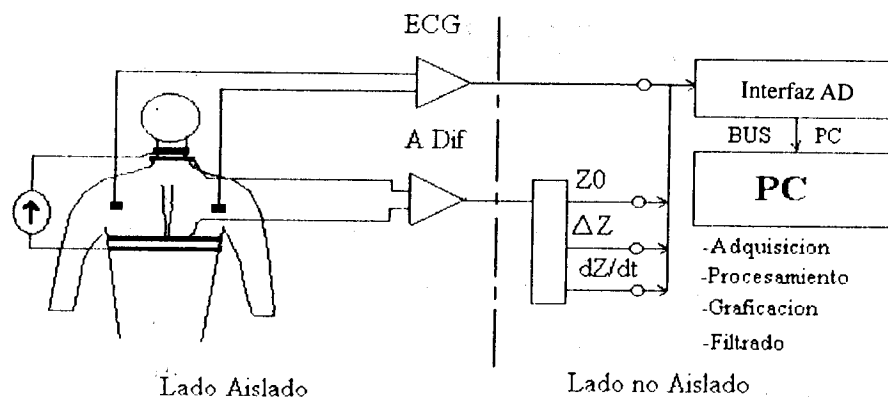 ECG
A Dif
Z0
ΔZ
dZ/dt
Interfaz AD
BUS PC
PC
-Adquisicion
-Procesamiento
-Graficacion
-Filtrado
Lado Aislado
Lado no Aislado